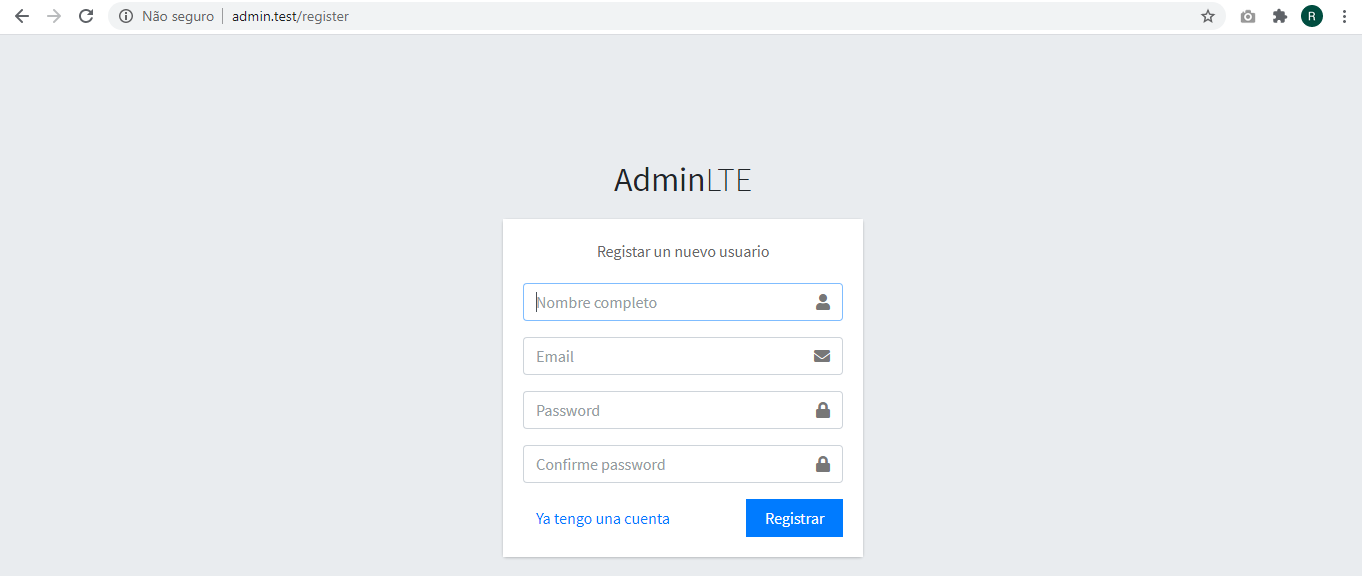 Não seguro | admin.test/register
R
AdminLTE
Registar un nuevo usuario
Nombre completo
Email
Password
Confirme password
Ya tengo una cuenta
Registrar